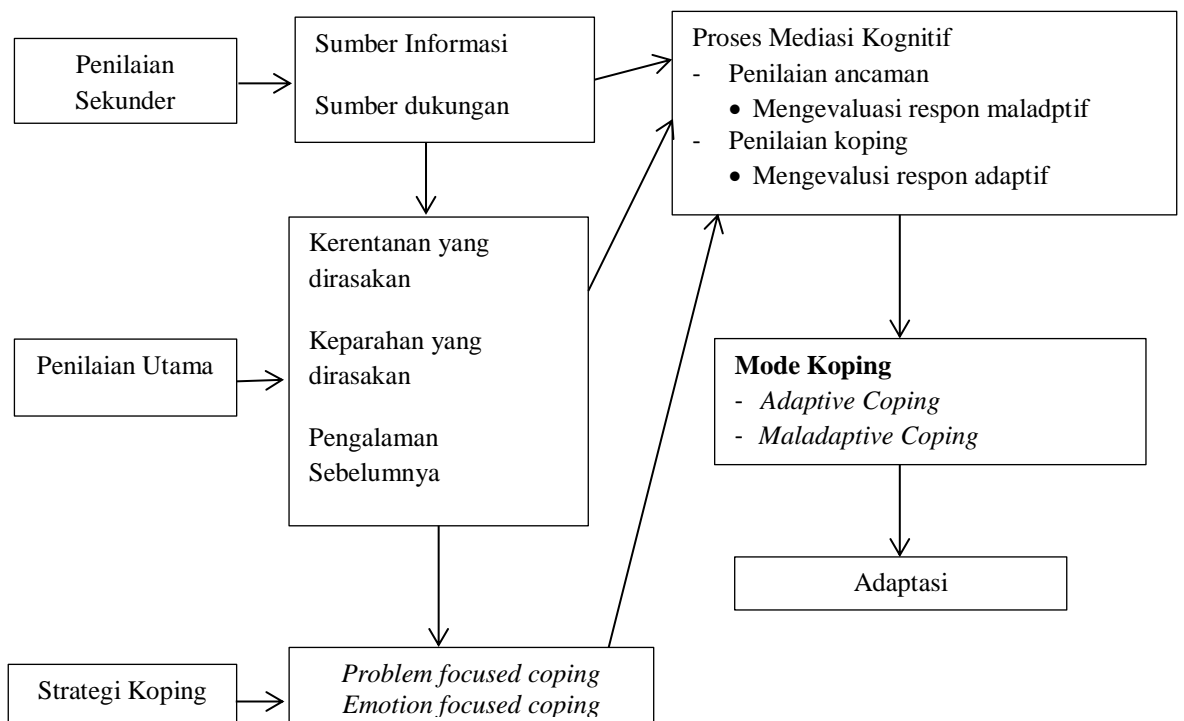 Penilaian
Sekunder
Sumber Informasi
Sumber dukungan
Proses Mediasi Kognitif
- Penilaian ancaman
• Mengevaluasi respon maladptif
- Penilaian koping
• Mengevalusi respon adaptif
Penilaian Utama
Kerentanan yang
dirasakan
Keparahan yang
dirasakan
Pengalaman
Sebelumnya
Mode Koping
- Adaptive Coping
- Maladaptive Coping
Adaptasi
Strategi Koping
Problem focused coping
Emotion focused coping